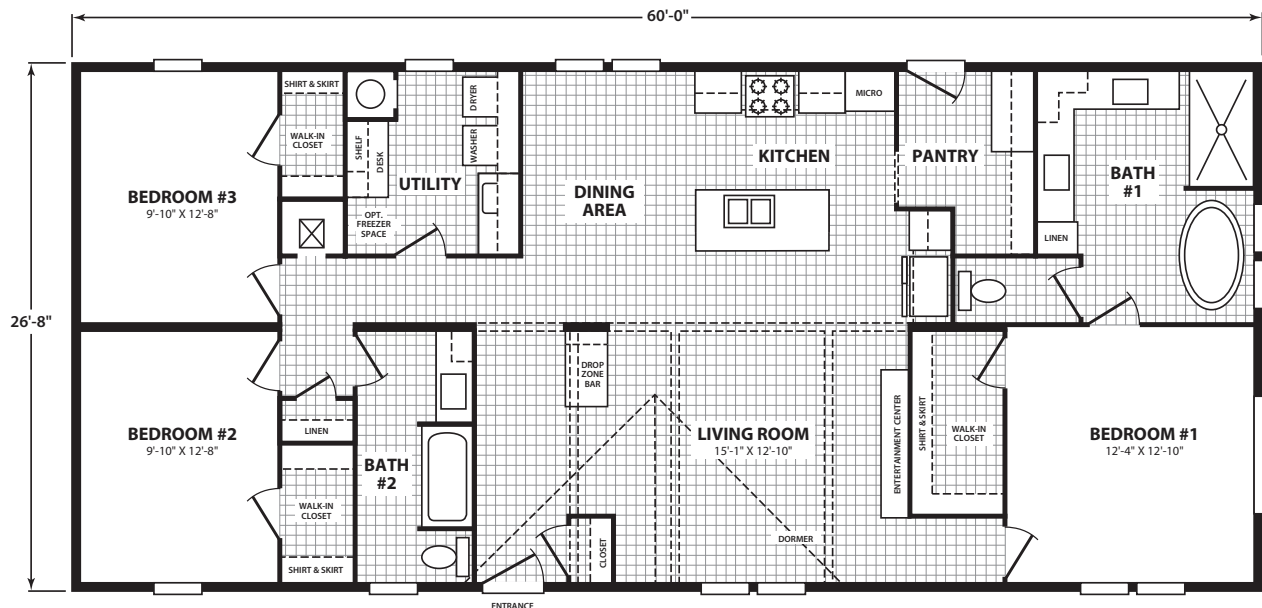 60'-0"
26'-8"
BEDROOM #3
9'-10" X 12'-8"
SHIRT & SKIRT
WALK-IN
CLOSET
SHELF
DESK
OPT.
FREEZER
SPACE
UTILITY
DRYER
WASHER
DINING
AREA
KITCHEN
MICRO
PANTRY
BATH
#1
LINEN
BEDROOM #2
9'-10" X 12'-8"
LINEN
WALK-IN
CLOSET
SHIRT & SKIRT
BATH
#2
DROP
ZONE
BAR
LIVING ROOM
15'-1" X 12'-10"
CLOSET
DORMER
ENTRANCE
ENTERTAINMENT CENTER
SHIRT & SKIRT
WALK-IN
CLOSET
BEDROOM #1
12'-4" X 12'-10"